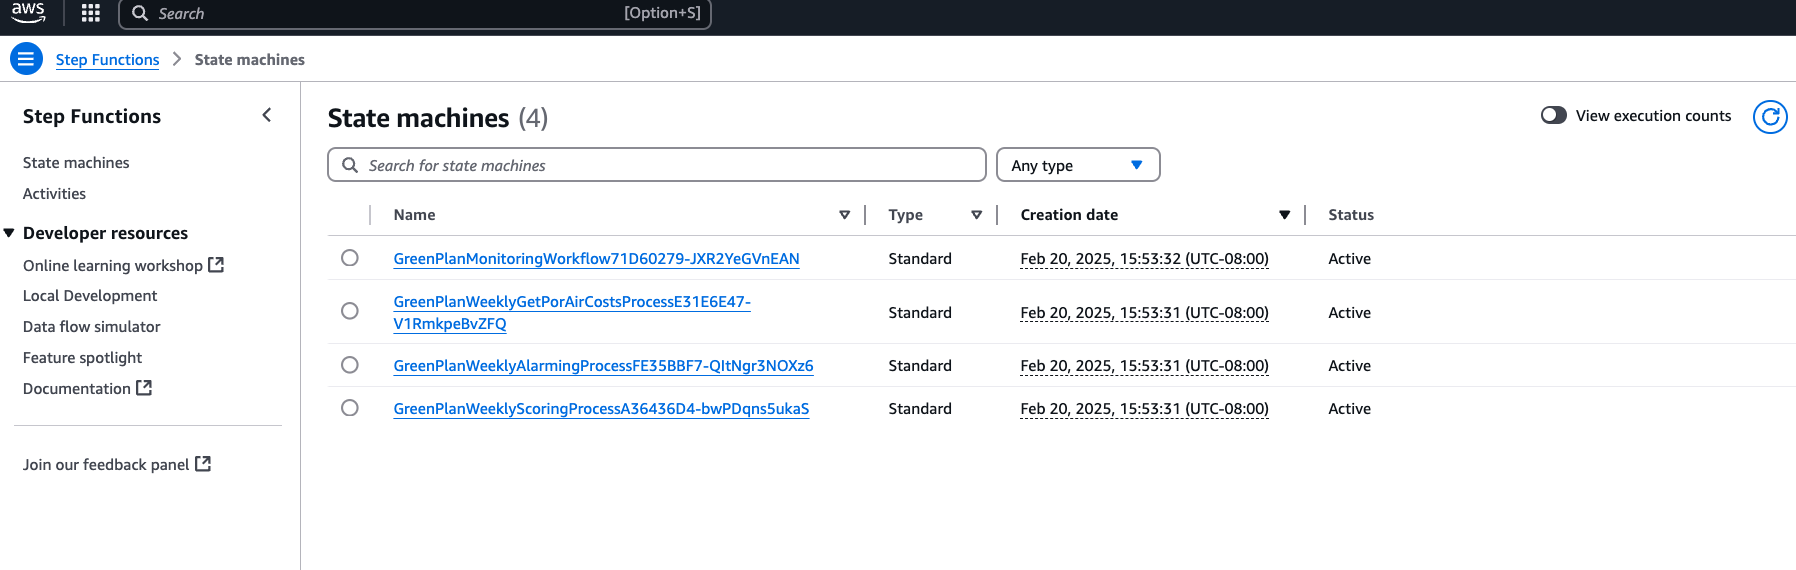 aws
Search
[Option+S]
Step Functions
State machines
Step Functions
State machines
Activities
Developer resources
Online learning workshop
Local Development
Data flow simulator
Feature spotlight
Documentation
Join our feedback panel
State machines (4)
View execution counts
Search for state machines
Any type
Name Type Creation date Status
GreenPlanMonitoringWorkflow71D60279-JXR2YeGVnEAN Standard Feb 20, 2025, 15:53:32 (UTC-08:00) Active
GreenPlanWeeklyGetPorAirCostsProcessE31E6E47-
V1RmkpeBvZFQ Standard Feb 20, 2025, 15:53:31 (UTC-08:00) Active
GreenPlanWeeklyAlarmingProcessFE35BBF7-QItNgr3NOXz6 Standard Feb 20, 2025, 15:53:31 (UTC-08:00) Active
GreenPlanWeeklyScoringProcessA36436D4-bwPDqns5ukaS Standard Feb 20, 2025, 15:53:31 (UTC-08:00) Active